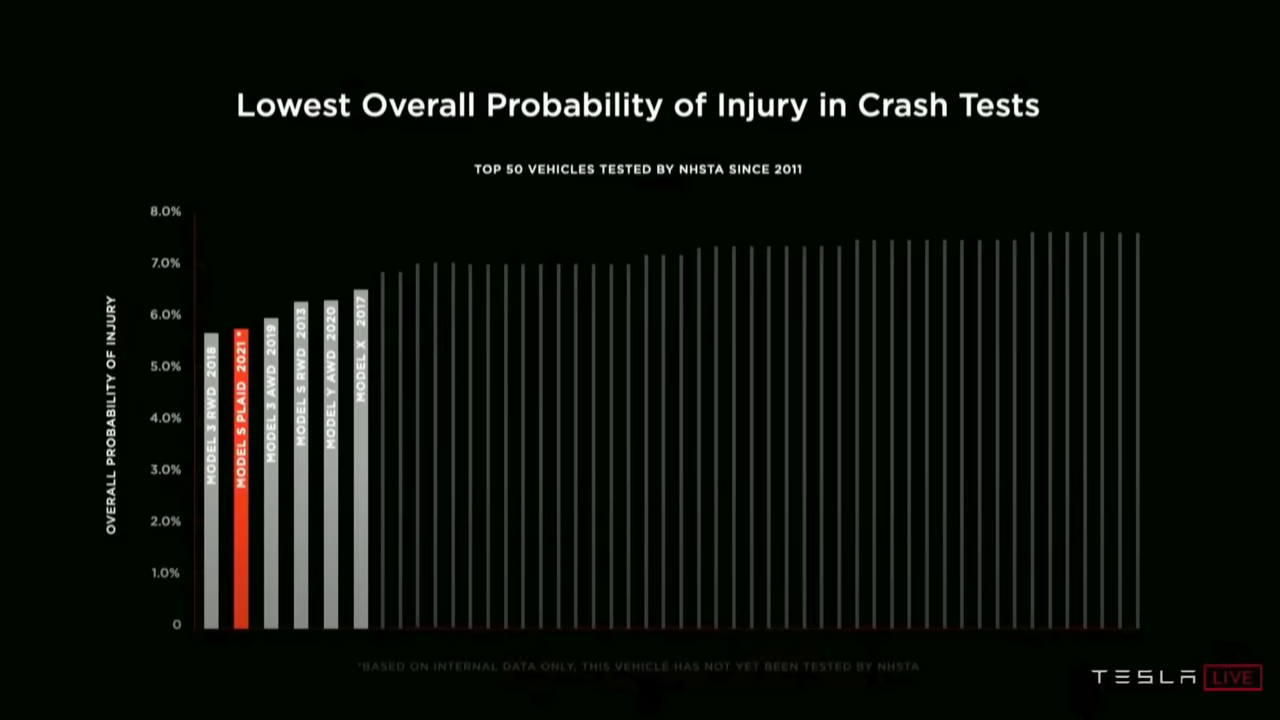 Lowest Overall Probability of Injury in Crash Tests
TOP 50 VEHICLES TESTED BY NHSTA SINCE 2011
OVERALL PROBABILITY OF INJURY
8.0%
7.0%
6.0%
5.0%
4.0%
3.0%
2.0%
1.0%
0
MODEL 3 RWD 2018
MODEL S PLAID 2021 *
MODEL 3 AWD 2019
MODEL S RWD 2013
MODEL Y AWD 2020
MODEL X 2017
*BASED ON INTERNAL DATA ONLY, THIS VEHICLE HAS NOT YET BEEN TESTED BY NHSTA
TESLA LIVE